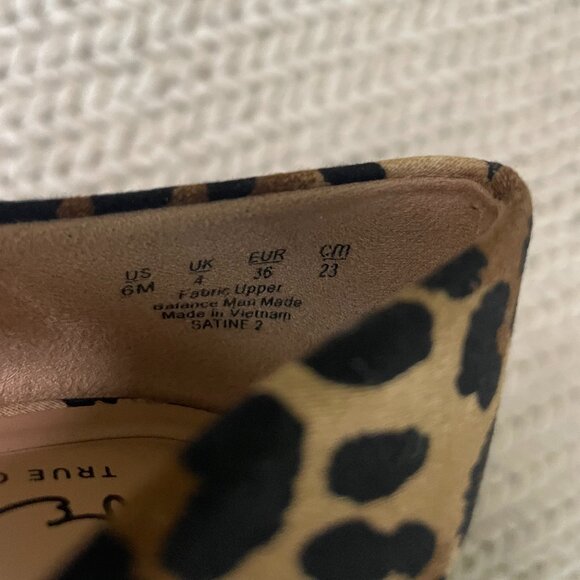 US UK EUR cm
6M 4 36 23
Fabric Upper
Balance Man Made
Made in Vietnam
SATINE 2
TRUE